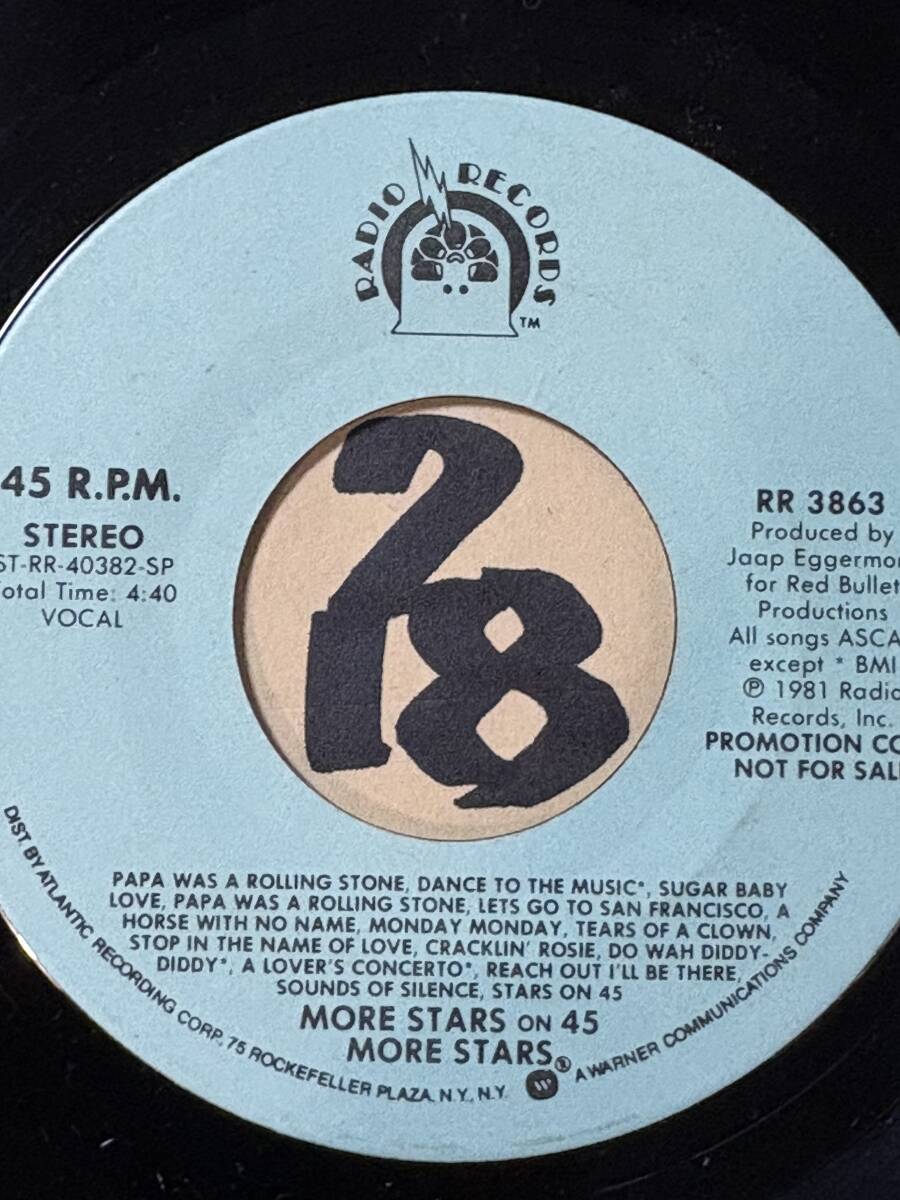 RADIO RECORDS
TM
45 R.P.M.
STEREO
ST-RR-40382-SP
Total Time: 4:40
VOCAL
RR 3863
Produced by
Jaap Eggermon
for Red Bullet
Productions
All songs ASCA
except * BMI
℗ 1981 Radio
Records, Inc.
PROMOTION CO
NOT FOR SAL
PAPA WAS A ROLLING STONE, DANCE TO THE MUSIC*, SUGAR BABY
LOVE, PAPA WAS A ROLLING STONE, LETS GO TO SAN FRANCISCO, A
HORSE WITH NO NAME, MONDAY MONDAY, TEARS OF A CLOWN,
STOP IN THE NAME OF LOVE, CRACKLIN' ROSIE, DO WAH DIDDY-
DIDDY*, A LOVER'S CONCERTO*, REACH OUT I'LL BE THERE,
SOUNDS OF SILENCE, STARS ON 45
MORE STARS ON 45
MORE STARS
DIST. BY ATLANTIC RECORDING CORP. 75 ROCKEFELLER PLAZA, N.Y., N.Y. ® A WARNER COMMUNICATIONS COMPANY